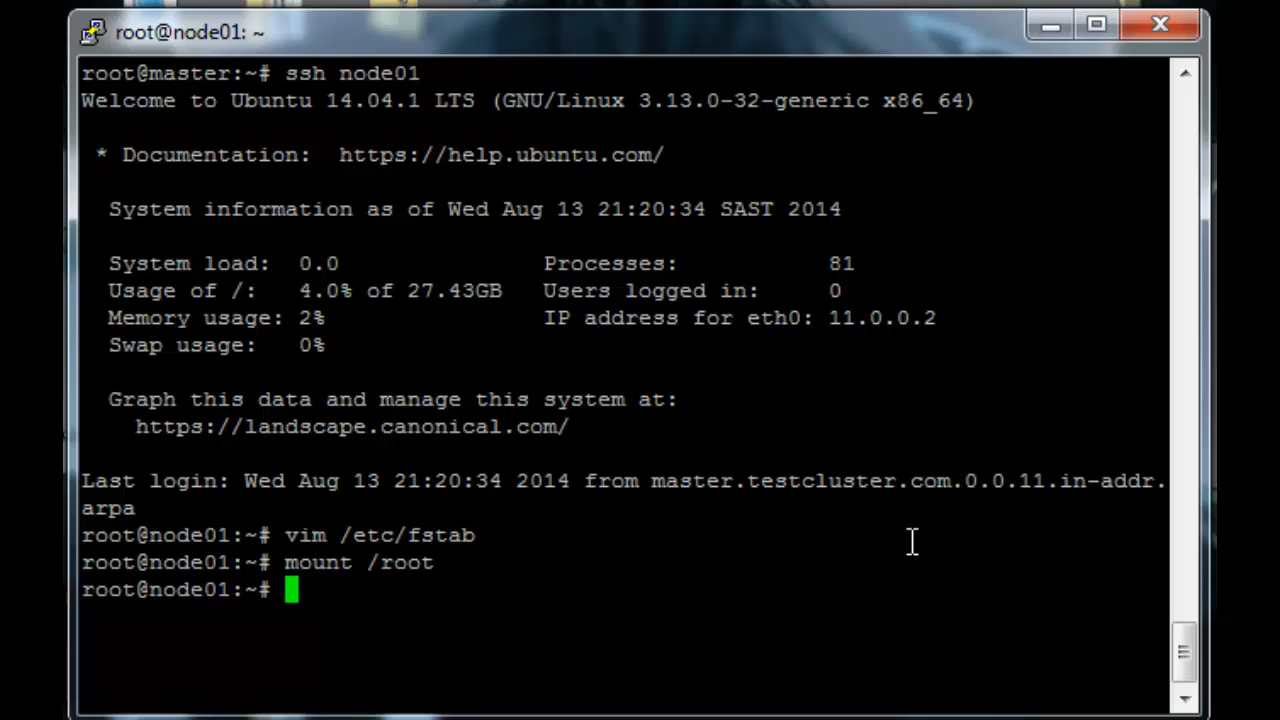 root@node01: ~
root@master:~# ssh node01
Welcome to Ubuntu 14.04.1 LTS (GNU/Linux 3.13.0-32-generic x86_64)
* Documentation:  https://help.ubuntu.com/
System information as of Wed Aug 13 21:20:34 SAST 2014
System load:  0.0                Processes:           81
Usage of /:   4.0% of 27.43GB   Users logged in:     0
Memory usage: 2%                IP address for eth0: 11.0.0.2
Swap usage:   0%
Graph this data and manage this system at:
https://landscape.canonical.com/
Last login: Wed Aug 13 21:20:34 2014 from master.testcluster.com.0.0.11.in-addr.
arpa
root@node01:~# vim /etc/fstab
root@node01:~# mount /root
root@node01:~#